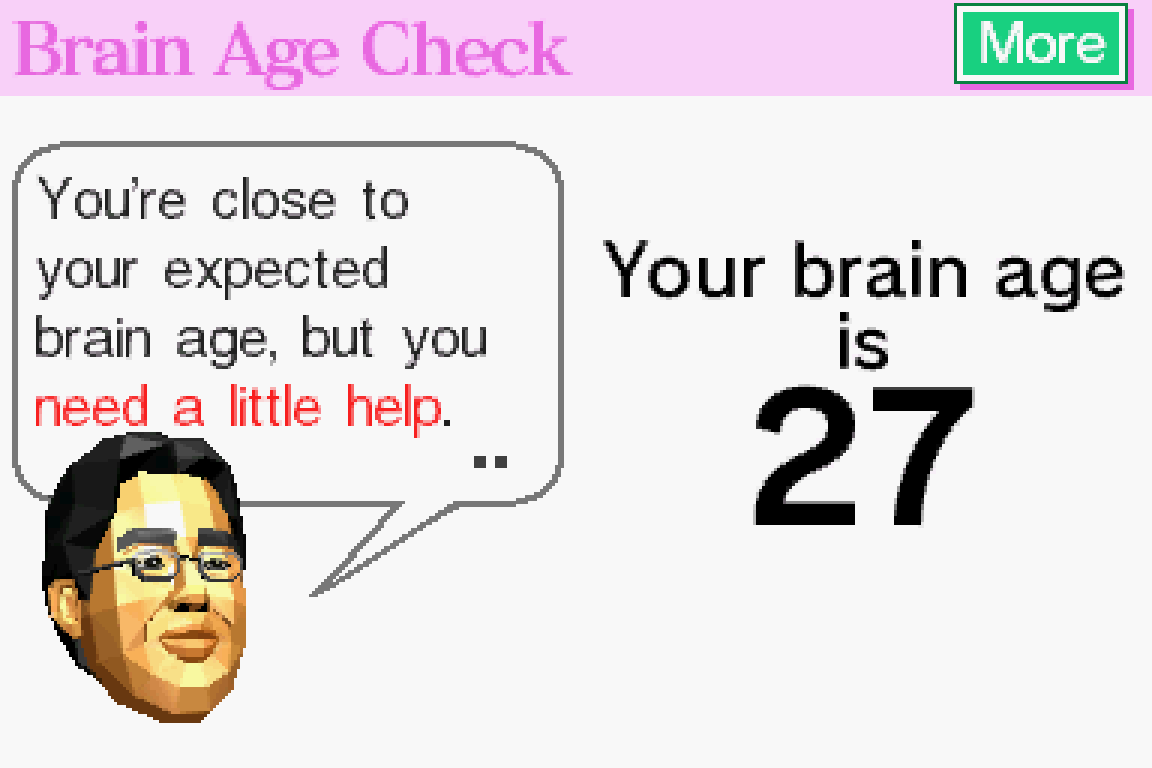 Brain Age Check
More
You're close to
your expected
brain age, but you
need a little help.
Your brain age
is
27